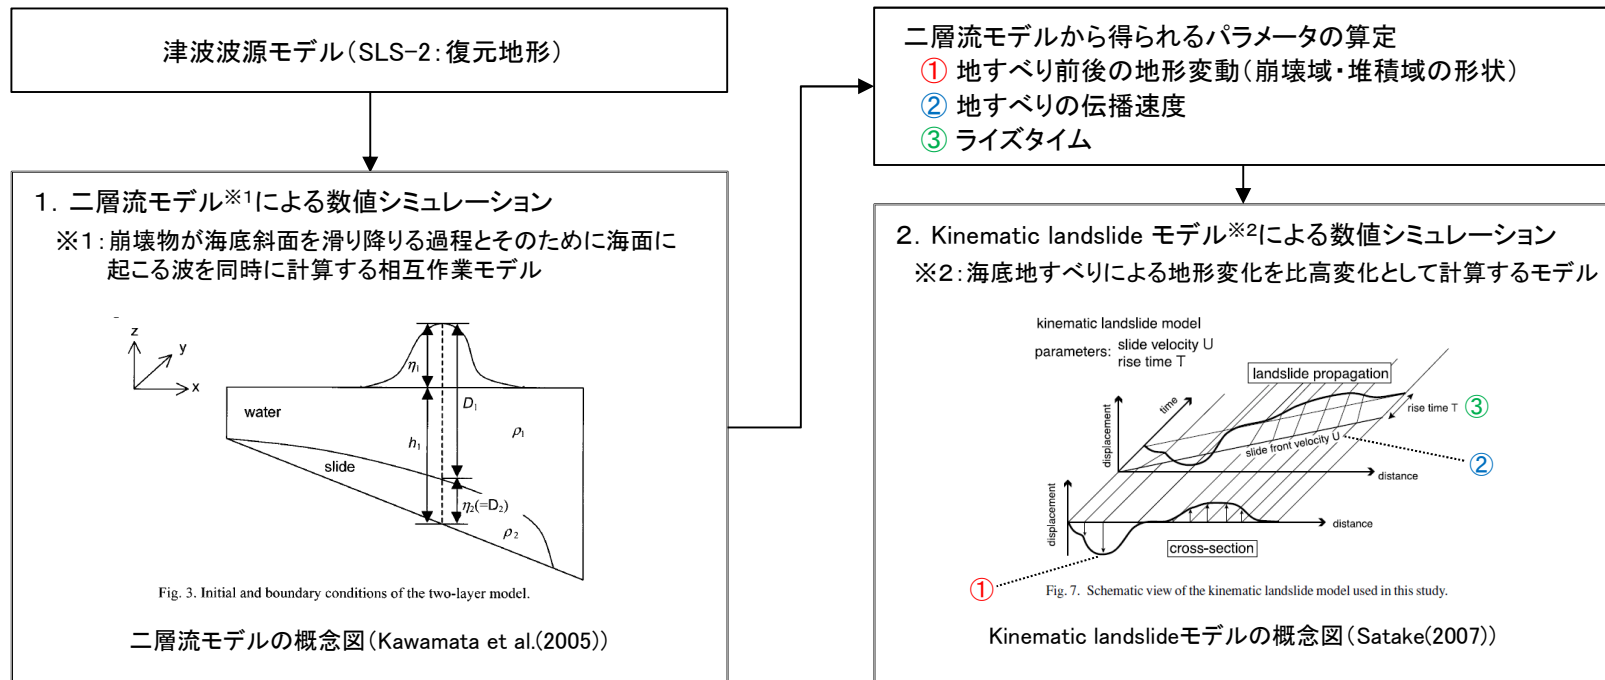 津波波源モデル(SLS-2:復元地形)
1. 二層流モデル※1による数値シミュレーション
※1:崩壊物が海底斜面を滑り降りる過程とそのために海面に
起こる波を同時に計算する相互作業モデル
z
y
x
η1
D1
water
h1
ρ1
slide
η2(=D2)
ρ2
Fig. 3. Initial and boundary conditions of the two-layer model.
二層流モデルの概念図(Kawamata et al.(2005))
二層流モデルから得られるパラメータの算定
① 地すべり前後の地形変動(崩壊域・堆積域の形状)
② 地すべりの伝播速度
③ ライズタイム
2. Kinematic landslide モデル※2による数値シミュレーション
※2:海底地すべりによる地形変化を比高変化として計算するモデル
kinematic landslide model
parameters: slide velocity U
rise time T
landslide propagation
time
rise time T ③
displacement
slide front velocity U
②
distance
displacement
distance
cross-section
①
Fig. 7. Schematic view of the kinematic landslide model used in this study.
Kinematic landslideモデルの概念図(Satake(2007))